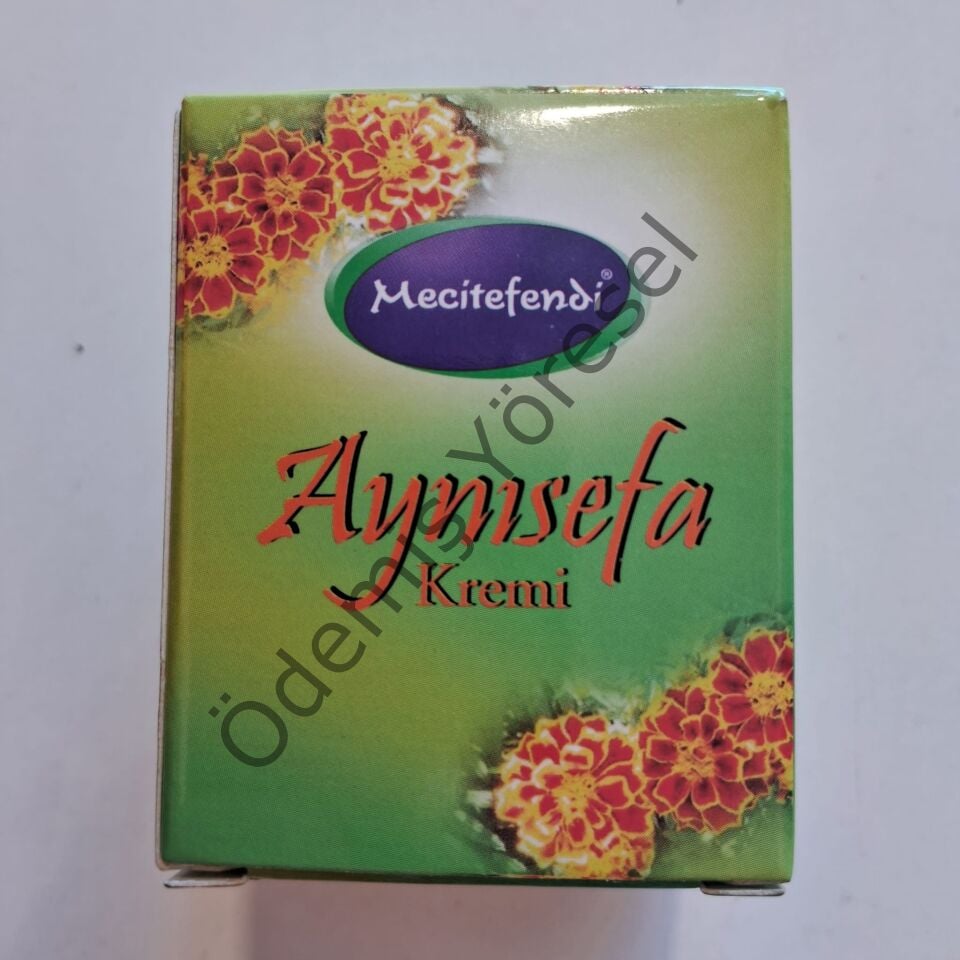 Mecitefendi®
Aynısefa
Kremi
Ödemiş Yöresel